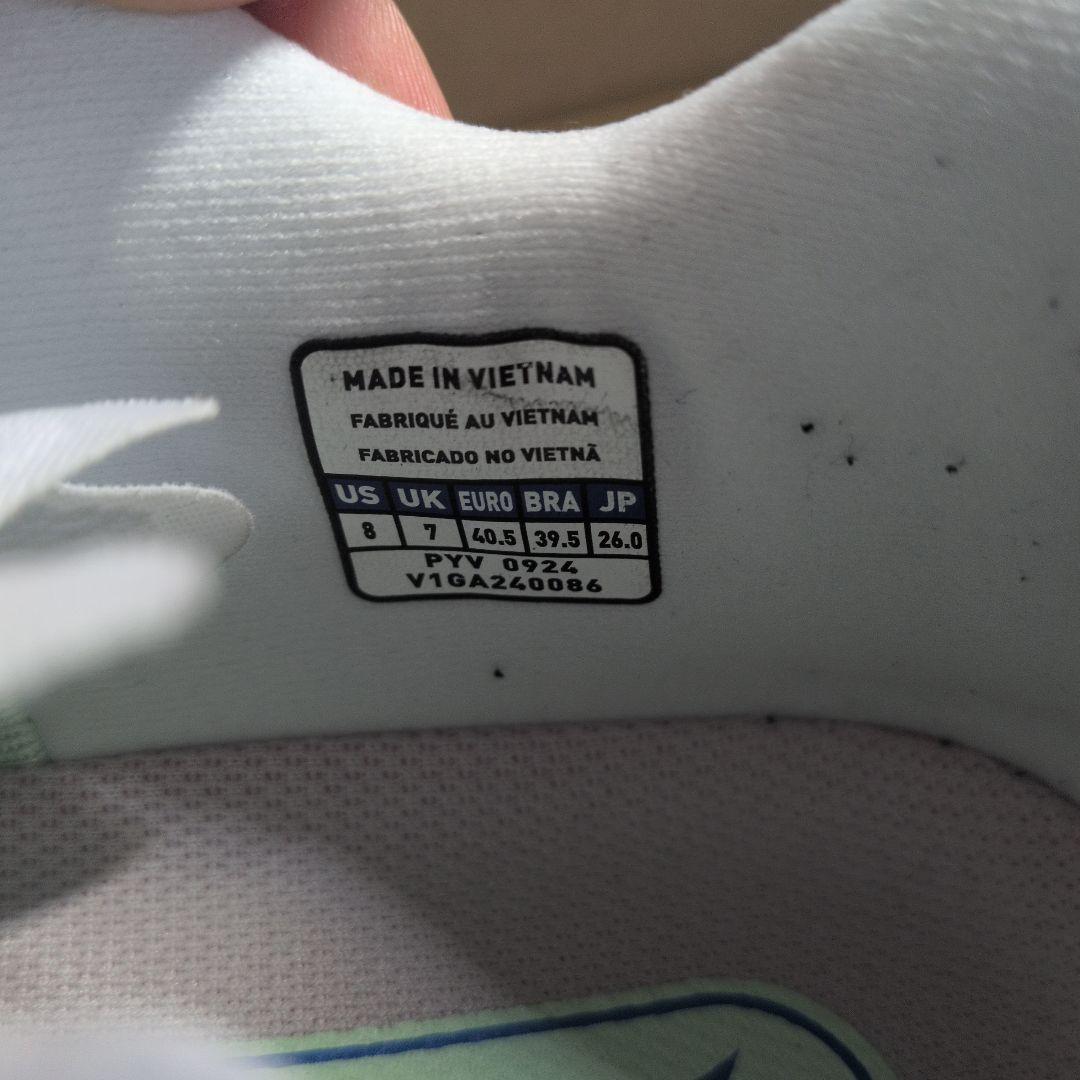 MADE IN VIETNAM
FABRIQUÉ AU VIETNAM
FABRICADO NO VIETNÃ
US UK EURO BRA JP
8 7 40.5 39.5 26.0
PYV 0924
V1GA240086